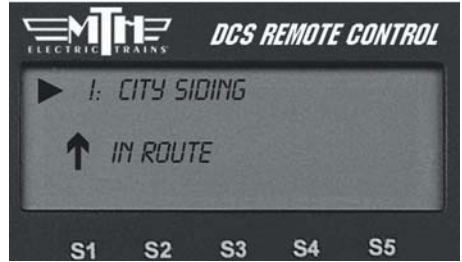 MTH
ELECTRIC TRAINS
DCS REMOTE CONTROL
1: CITY SIDING
IN ROUTE
S1 S2 S3 S4 S5